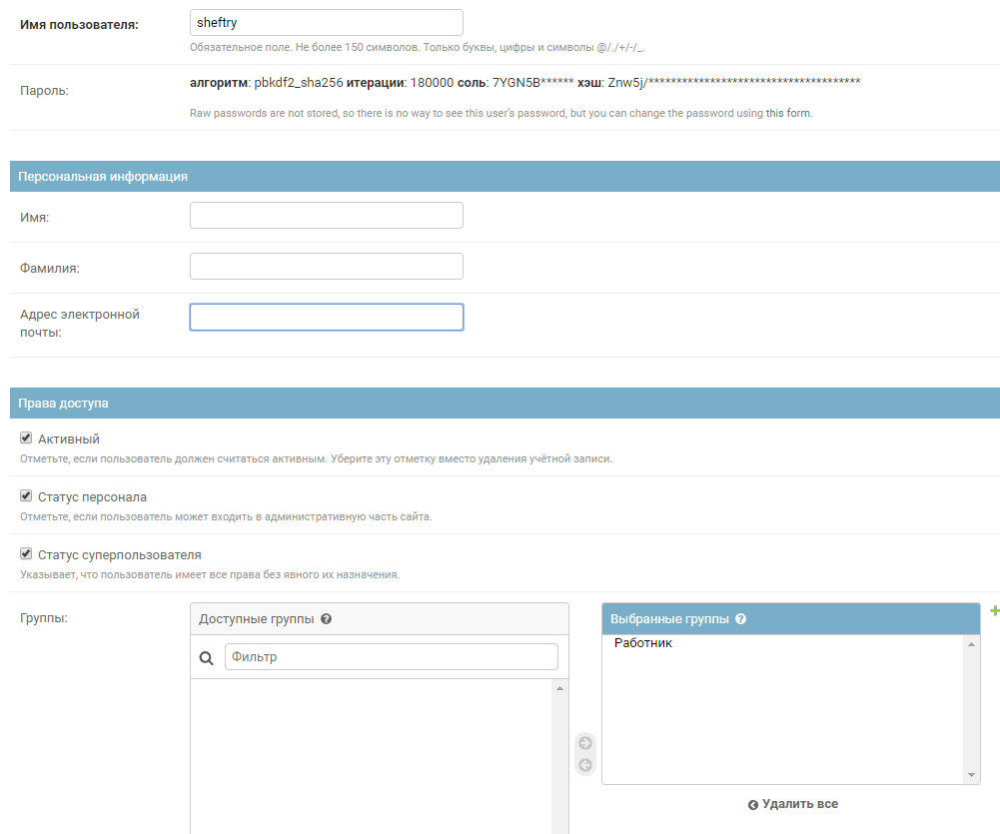 Имя пользователя: sheftry
Обязательное поле. Не более 150 символов. Только буквы, цифры и символы @/./+/-/_.
Пароль: алгоритм: pbkdf2_sha256 итерации: 180000 соль: 7YGN5B****** хэш: Znw5j/**************************************
Raw passwords are not stored, so there is no way to see this user’s password, but you can change the password using this form.
Персональная информация
Имя:
Фамилия:
Адрес электронной
почты:
Права доступа
Активный
Отметьте, если пользователь должен считаться активным. Уберите эту отметку вместо удаления учётной записи.
Статус персонала
Отметьте, если пользователь может входить в административную часть сайта.
Статус суперпользователя
Указывает, что пользователь имеет все права без явного их назначения.
Группы: Доступные группы ? Выбранные группы ?
Фильтр
Работник
Удалить все